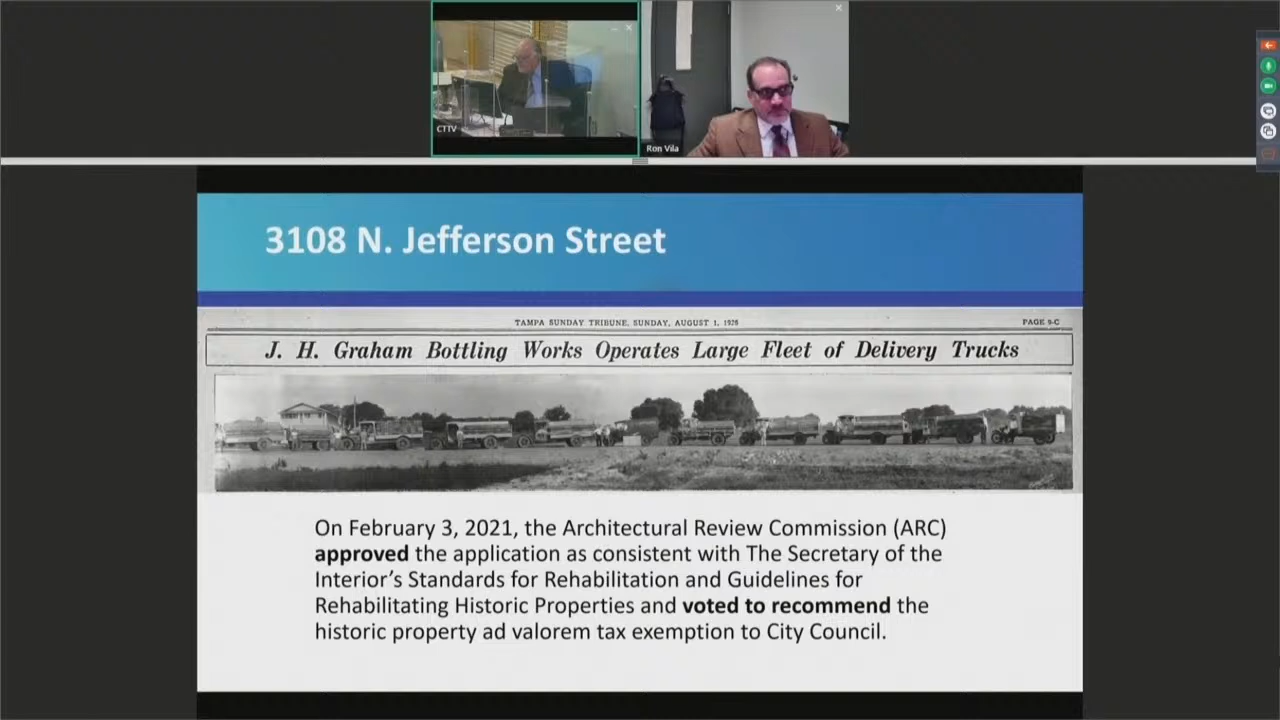 CTTV
Ron Vila
3108 N. Jefferson Street
TAMPA SUNDAY TRIBUNE, SUNDAY, AUGUST 1, 1926
PAGE 9-C
J. H. Graham Bottling Works Operates Large Fleet of Delivery Trucks
On February 3, 2021, the Architectural Review Commission (ARC)
approved the application as consistent with The Secretary of the
Interior's Standards for Rehabilitation and Guidelines for
Rehabilitating Historic Properties and voted to recommend the
historic property ad valorem tax exemption to City Council.